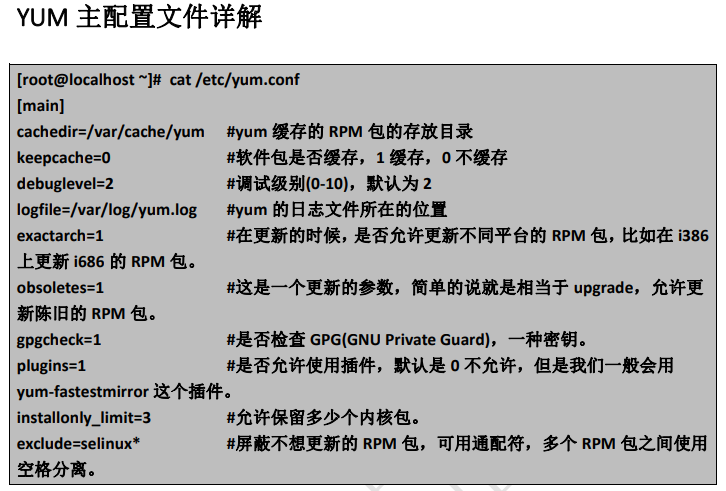 YUM 主配置文件详解
[root@localhost ~]# cat /etc/yum.conf
[main]
cachedir=/var/cache/yum #yum 缓存的 RPM 包的存放目录
keepcache=0 #软件包是否缓存，1 缓存，0 不缓存
debuglevel=2 #调试级别(0-10)，默认为 2
logfile=/var/log/yum.log #yum 的日志文件所在的位置
exactarch=1 #在更新的时候，是否允许更新不同平台的 RPM 包，比如在 i386
上更新 i686 的 RPM 包。
obsoletes=1 #这是一个更新的参数，简单的说就是相当于 upgrade，允许更
新陈旧的 RPM 包。
gpgcheck=1 #是否检查 GPG(GNU Private Guard)，一种密钥。
plugins=1 #是否允许使用插件，默认是 0 不允许，但是我们一般会用
yum-fastestmirror 这个插件。
installonly_limit=3 #允许保留多少个内核包。
exclude=selinux* #屏蔽不想更新的 RPM 包，可用通配符，多个 RPM 包之间使用
空格分离。